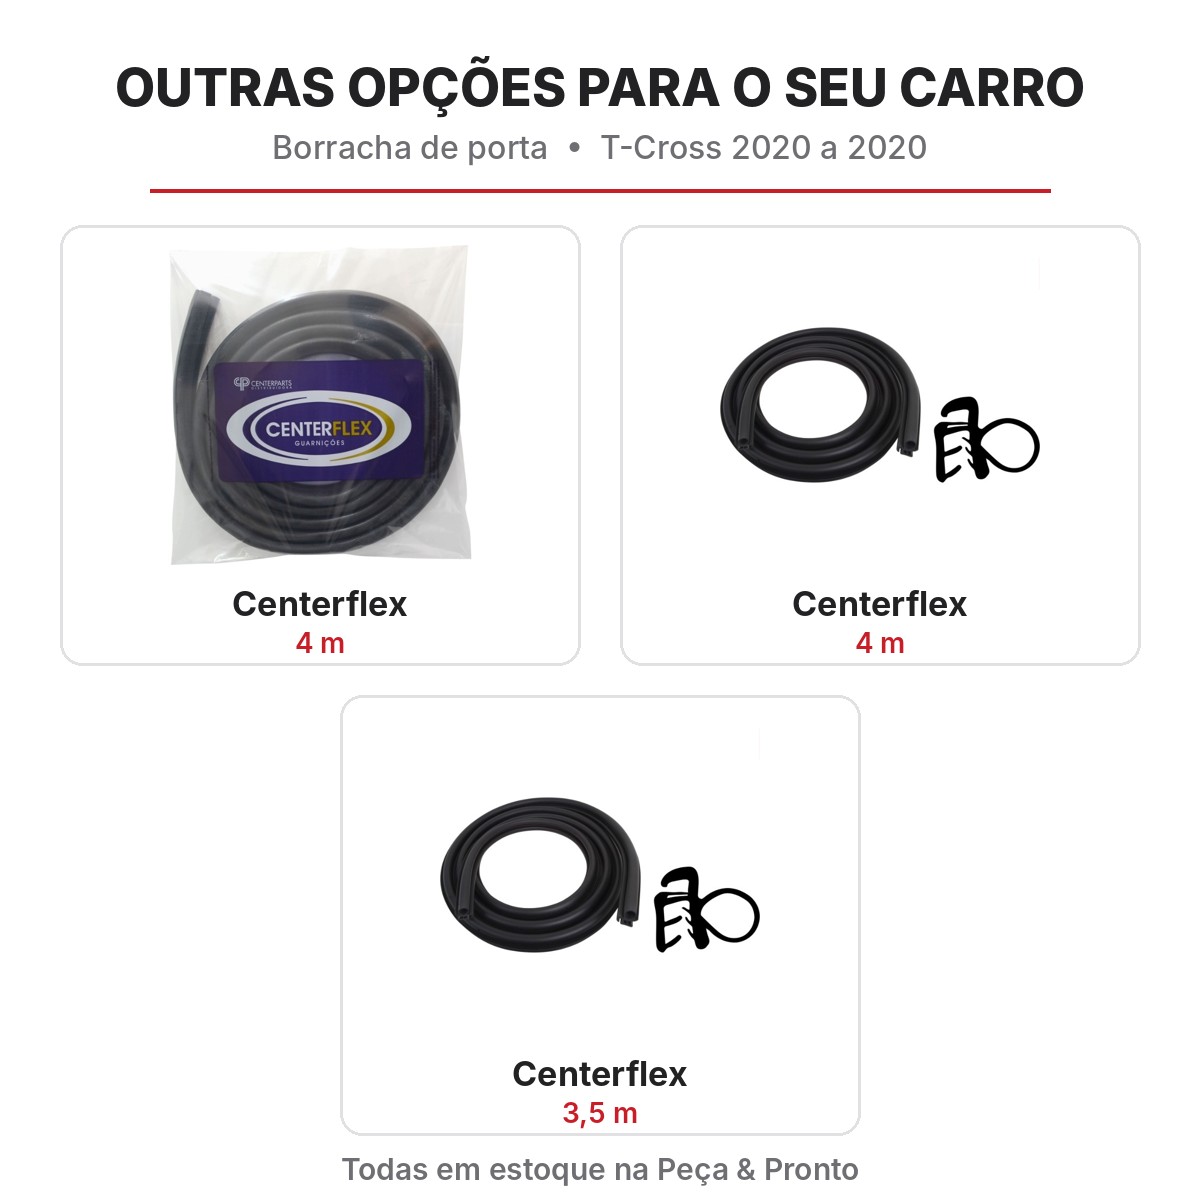 OUTRAS OPÇÕES PARA O SEU CARRO
Borracha de porta • T-Cross 2020 a 2020
CENTERPARTS
DISTRIBUIDORA
CENTERFLEX
GUARNIÇÕES
Centerflex
4 m
Centerflex
4 m
Centerflex
3,5 m
Todas em estoque na Peça & Pronto